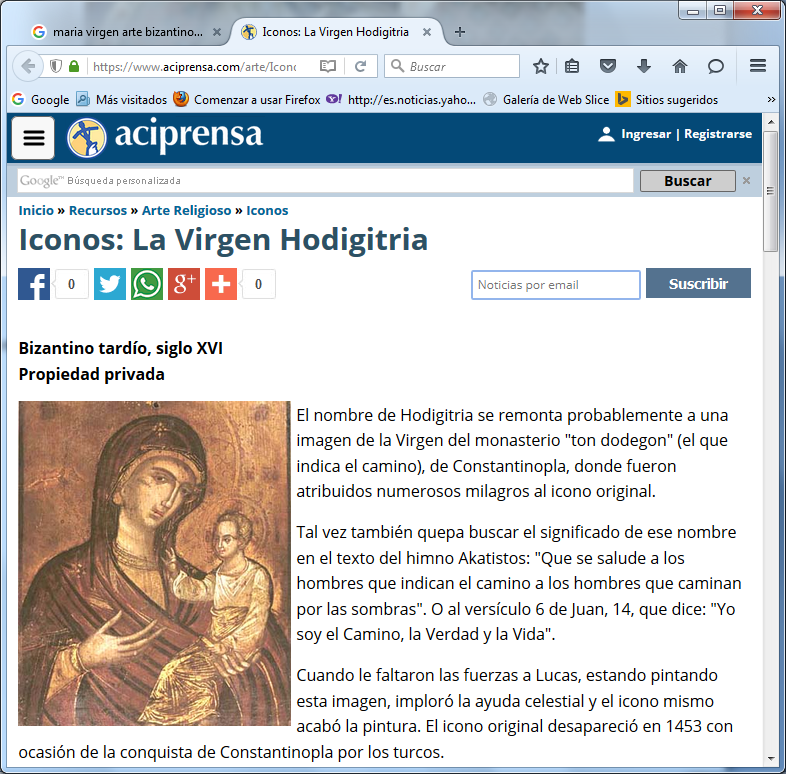 maria virgen arte bizantino...
Iconos: La Virgen Hodigitria
https://www.aciprensa.com/arte/Icono
Buscar
Google
Más visitados
Comenzar a usar Firefox
http://es.noticias.yaho...
Galería de Web Slice
Sitios sugeridos
aciprensa
Ingresar | Registrarse
Google™ Búsqueda personalizada
Buscar
Inicio » Recursos » Arte Religioso » Iconos
Iconos: La Virgen Hodigitria
0
g+
0
Noticias por email
Suscribir
Bizantino tardío, siglo XVI
Propiedad privada
El nombre de Hodigitria se remonta probablemente a una
imagen de la Virgen del monasterio "ton dodegon" (el que
indica el camino), de Constantinopla, donde fueron
atribuidos numerosos milagros al icono original.
Tal vez también quepa buscar el significado de ese nombre
en el texto del himno Akatistos: "Que se salude a los
hombres que indican el camino a los hombres que caminan
por las sombras". O al versículo 6 de Juan, 14, que dice: "Yo
soy el Camino, la Verdad y la Vida".
Cuando le faltaron las fuerzas a Lucas, estando pintando
esta imagen, imploró la ayuda celestial y el icono mismo
acabó la pintura. El icono original desapareció en 1453 con
ocasión de la conquista de Constantinopla por los turcos.